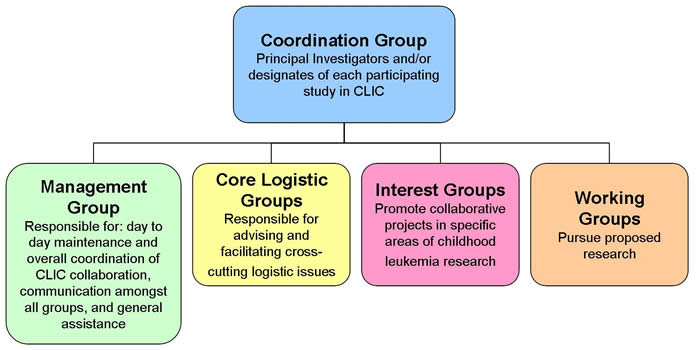 Coordination Group
Principal Investigators and/or
designates of each participating
study in CLIC
Management
Group
Responsible for: day to
day maintenance and
overall coordination of
CLIC collaboration,
communication amongst
all groups, and general
assistance
Core Logistic
Groups
Responsible for
advising and
facilitating cross-
cutting logistic issues
Interest Groups
Promote collaborative
projects in specific
areas of childhood
leukemia research
Working
Groups
Pursue proposed
research